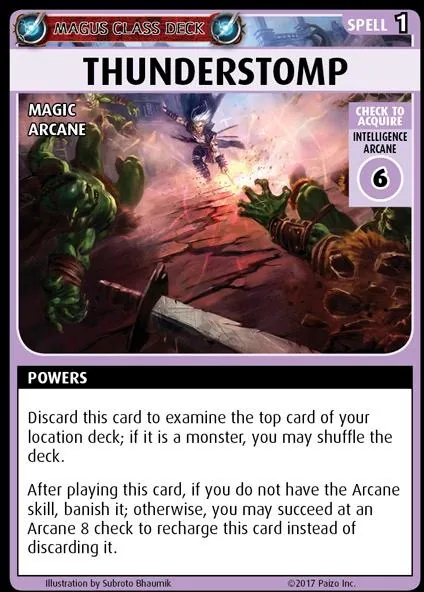 MAGUS CLASS DECK
SPELL 1
THUNDERSTOMP
MAGIC
ARCANE
CHECK TO
ACQUIRE
INTELLIGENCE
ARCANE
6
POWERS
Discard this card to examine the top card of your
location deck; if it is a monster, you may shuffle the
deck.
After playing this card, if you do not have the Arcane
skill, banish it; otherwise, you may succeed at an
Arcane 8 check to recharge this card instead of
discarding it.
Illustration by Subroto Bhaumik
©2017 Paizo Inc.